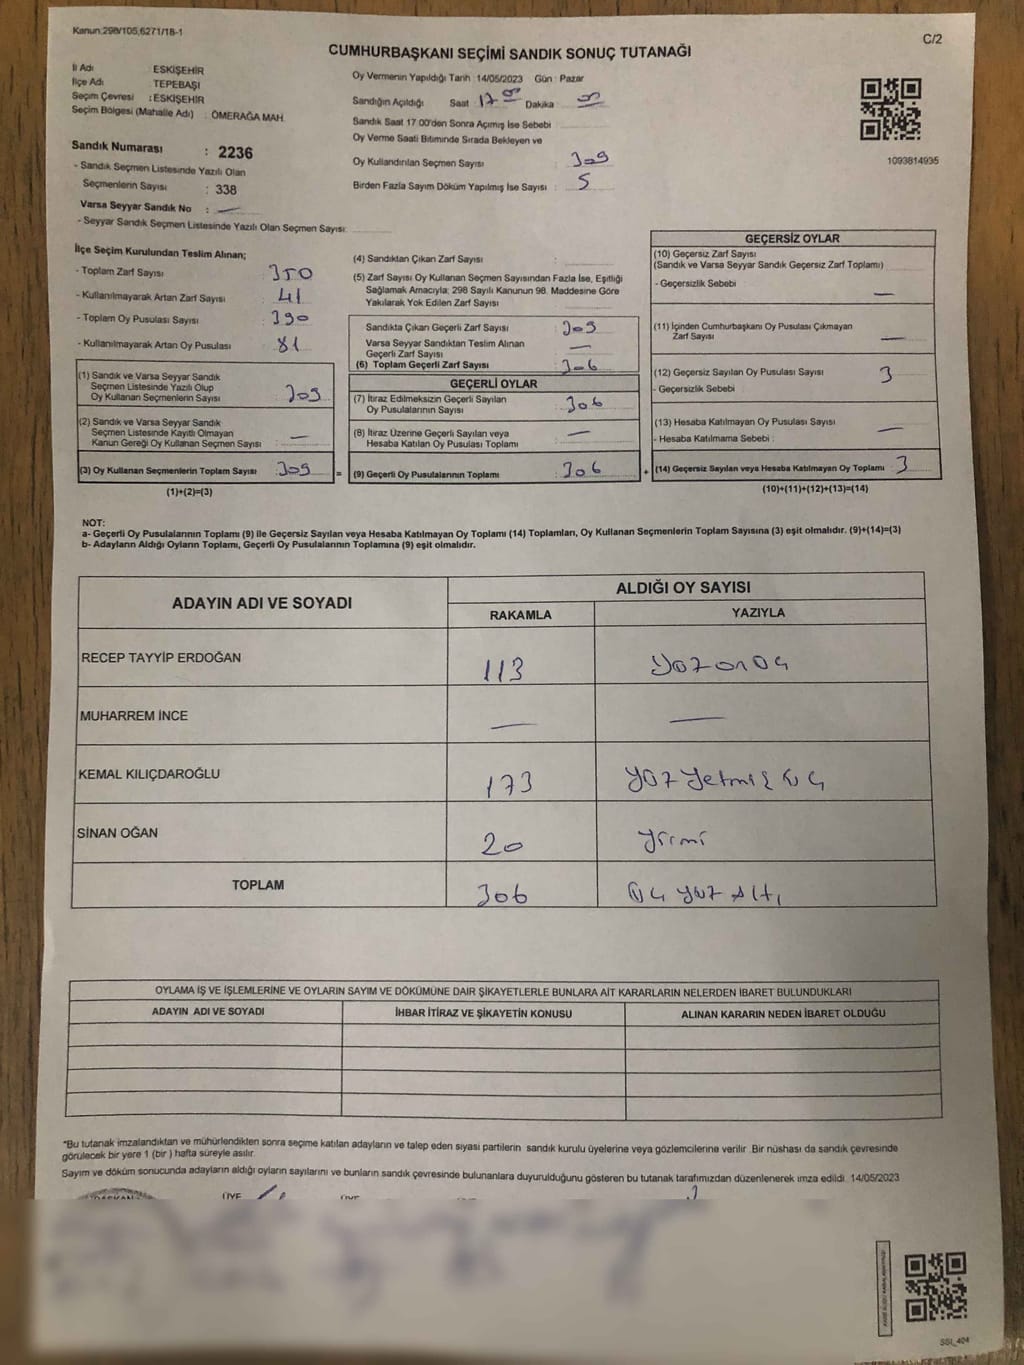 Kanun:298/105,6271/18-1
C/2
CUMHURBAŞKANI SEÇİMİ SANDIK SONUÇ TUTANAĞI
İl Adı : ESKİŞEHİR
İlçe Adı : TEPEBAŞI
Seçim Çevresi : ESKİŞEHİR
Seçim Bölgesi (Mahalle Adı) : ÖMERAĞA MAH.
Sandık Numarası : 2236
- Sandık Seçmen Listesinde Yazılı Olan
Seçmenlerin Sayısı : 338
Varsa Seyyar Sandık No : —
- Seyyar Sandık Seçmen Listesinde Yazılı Olan Seçmen Sayısı:
Oy Vermenin Yapıldığı Tarih : 14/05/2023 Gün : Pazar
Sandığın Açıldığı Saat 17 Dakika
Sandık Saat 17:00'den Sonra Açımış İse Sebebi
Oy Verme Saati Bitiminde Sırada Bekleyen ve
Oy Kullandırılan Seçmen Sayısı : 309
Birden Fazla Sayım Döküm Yapılmış İse Sayısı : 5
1093814935
İlçe Seçim Kurulundan Teslim Alınan;
- Toplam Zarf Sayısı : 350
- Kullanılmayarak Artan Zarf Sayısı : 41
- Toplam Oy Pusulası Sayısı : 390
- Kullanılmayarak Artan Oy Pusulası : 81
(1) Sandık ve Varsa Seyyar Sandık
Seçmen Listesinde Yazılı Olup
Oy Kullanan Seçmenlerin Sayısı : 309
(2) Sandık ve Varsa Seyyar Sandık
Seçmen Listesinde Kayıtlı Olmayan
Kanun Gereği Oy Kullanan Seçmen Sayısı : —
(3) Oy Kullanan Seçmenlerin Toplam Sayısı : 309
(1)+(2)=(3)
=
(4) Sandıktan Çıkan Zarf Sayısı :
(5) Zarf Sayısı Oy Kullanan Seçmen Sayısından Fazla İse, Eşitliği
Sağlamak Amacıyla; 298 Sayılı Kanunun 98. Maddesine Göre
Yakılarak Yok Edilen Zarf Sayısı :
Sandıkta Çıkan Geçerli Zarf Sayısı : 309
Varsa Seyyar Sandıktan Teslim Alınan
Geçerli Zarf Sayısı : —
(6) Toplam Geçerli Zarf Sayısı : 306
GEÇERLİ OYLAR
(7) İtiraz Edilmeksizin Geçerli Sayılan
Oy Pusulalarının Sayısı : 306
(8) İtiraz Üzerine Geçerli Sayılan veya
Hesaba Katılan Oy Pusulası Toplamı : —
(9) Geçerli Oy Pusulalarının Toplamı : 306
+
GEÇERSİZ OYLAR
(10) Geçersiz Zarf Sayısı
(Sandık ve Varsa Seyyar Sandık Geçersiz Zarf Toplamı)
- Geçersizlik Sebebi —
(11) İçinden Cumhurbaşkanı Oy Pusulası Çıkmayan
Zarf Sayısı —
(12) Geçersiz Sayılan Oy Pusulası Sayısı 3
- Geçersizlik Sebebi
(13) Hesaba Katılmayan Oy Pusulası Sayısı —
- Hesaba Katılmama Sebebi :
(14) Geçersiz Sayılan veya Hesaba Katılmayan Oy Toplamı 3
(10)+(11)+(12)+(13)=(14)
NOT:
a- Geçerli Oy Pusulalarının Toplamı (9) ile Geçersiz Sayılan veya Hesaba Katılmayan Oy Toplamı (14) Toplamları, Oy Kullanan Seçmenlerin Toplam Sayısına (3) eşit olmalıdır. (9)+(14)=(3)
b- Adayların Aldığı Oyların Toplamı, Geçerli Oy Pusulalarının Toplamına (9) eşit olmalıdır.
ADAYIN ADI VE SOYADI
ALDIĞI OY SAYISI
RAKAMLA YAZIYLA
RECEP TAYYİP ERDOĞAN 113 yüz on üç
MUHARREM İNCE — —
KEMAL KILIÇDAROĞLU 173 yüz yetmiş üç
SİNAN OĞAN 20 yirmi
TOPLAM 306 üç yüz altı
OYLAMA İŞ VE İŞLEMLERİNE VE OYLARIN SAYIM VE DÖKÜMÜNE DAİR ŞİKAYETLERLE BUNLARA AİT KARARLARIN NELERDEN İBARET BULUNDUKLARI
ADAYIN ADI VE SOYADI İHBAR İTİRAZ VE ŞİKAYETİN KONUSU ALINAN KARARIN NEDEN İBARET OLDUĞU
*Bu tutanak imzalandıktan ve mühürlendikten sonra seçime katılan adayların ve talep eden siyasi partilerin sandık kurulu üyelerine veya gözlemcilerine verilir. Bir nüshası da sandık çevresinde
görülecek bir yere 1 (bir) hafta süreyle asılır.
Sayım ve döküm sonucunda adayların aldığı oyların sayılarını ve bunların sandık çevresinde bulunanlara duyurulduğunu gösteren bu tutanak tarafımızdan düzenlenerek imza edildi. 14/05/2023
BAŞKAN ÜYE ÜYE
SSI_404